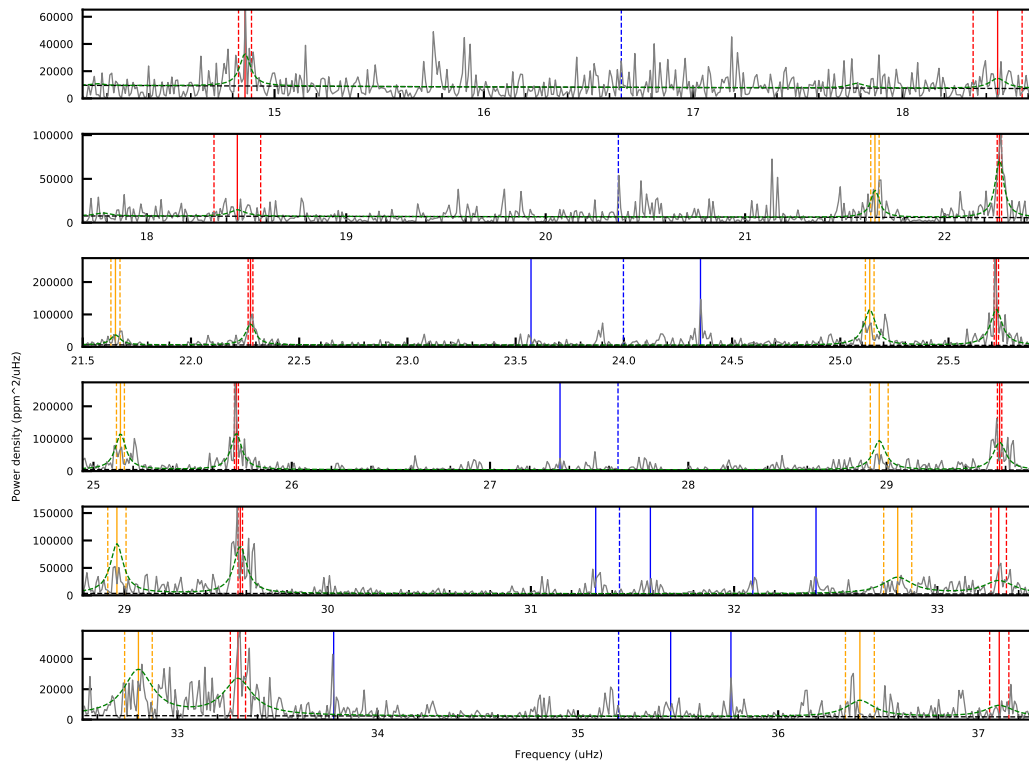 60000
40000
20000
0
15 16 17 18
100000
50000
0
18 19 20 21 22
200000
100000
0
21.5 22.0 22.5 23.0 23.5 24.0 24.5 25.0 25.5
Power density (ppm^2/uHz)
200000
100000
0
25 26 27 28 29
150000
100000
50000
0
29 30 31 32 33
40000
20000
0
33 34 35 36 37
Frequency (uHz)